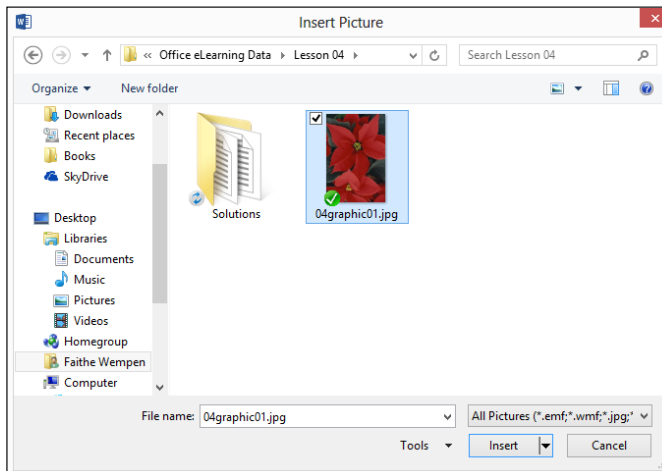 Insert Picture
« Office eLearning Data Lesson 04
Search Lesson 04
Organize
New folder
Downloads
Recent places
Books
SkyDrive
Desktop
Libraries
Documents
Music
Pictures
Videos
Homegroup
Faithe Wempen
Computer
Solutions
04graphic01.jpg
File name: 04graphic01.jpg
All Pictures (*.emf;*.wmf;*.jpg;*
Tools Insert Cancel